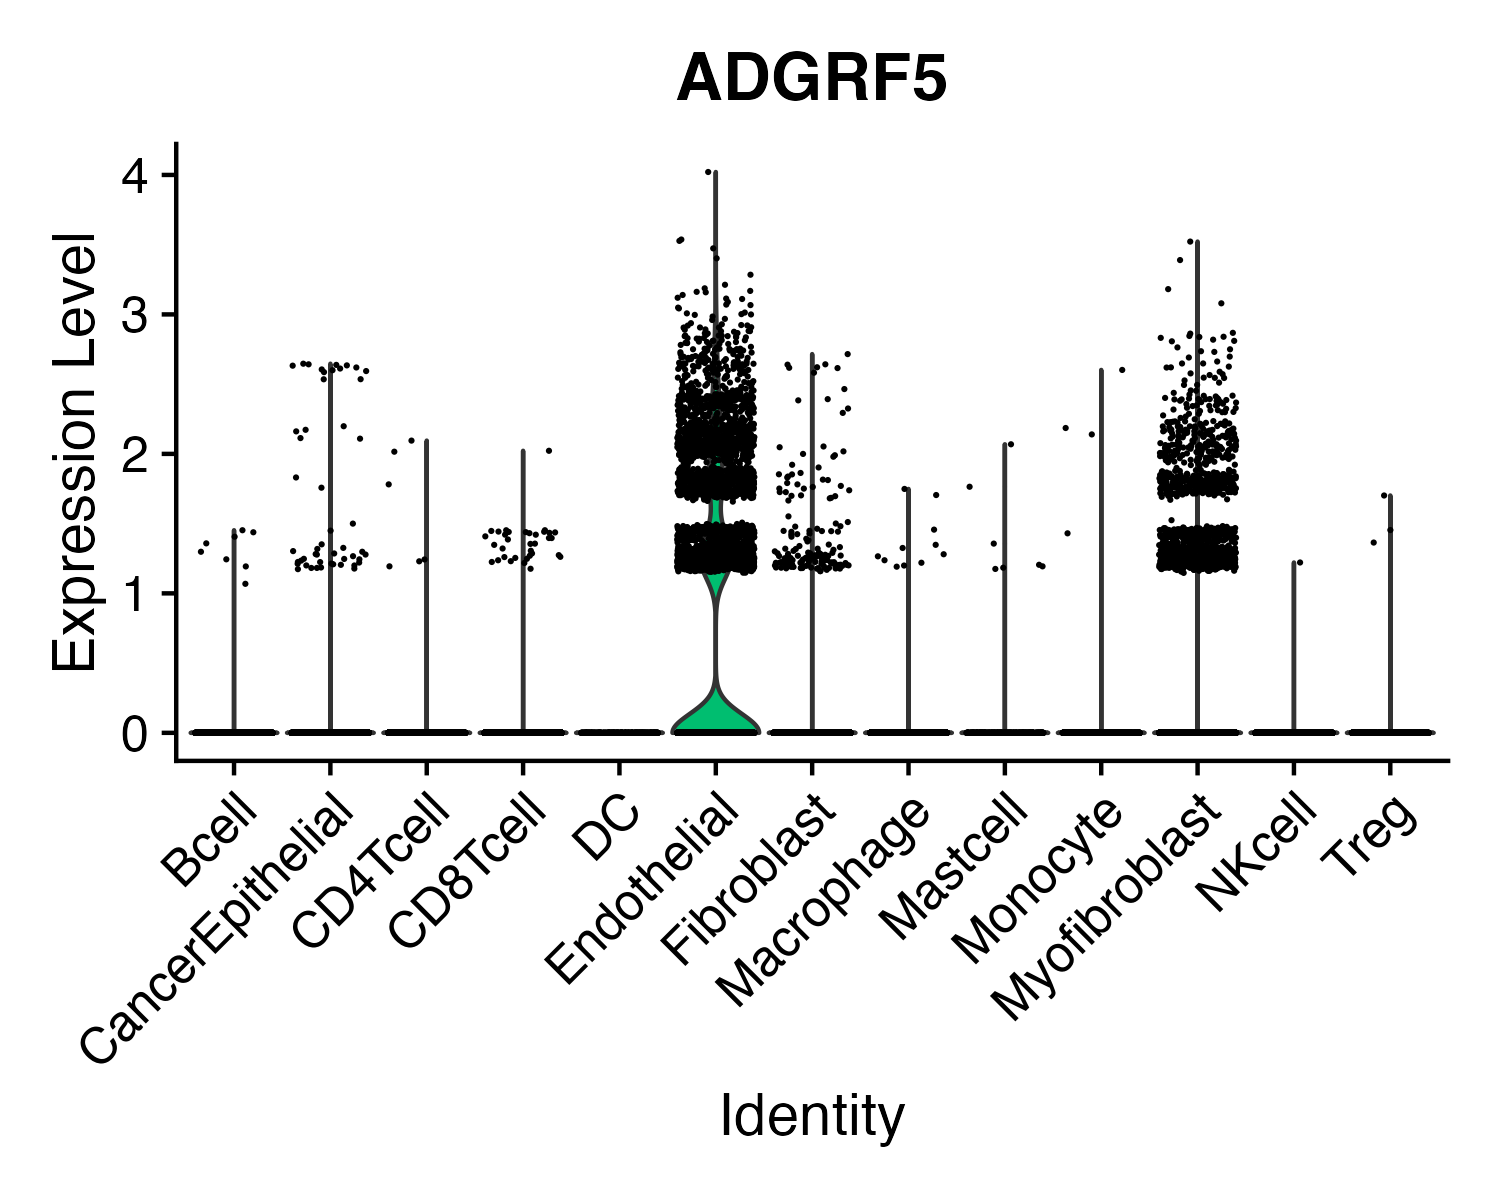 ADGRF5
Expression Level
4
3
2
1
0
Bcell
CancerEpithelial
CD4Tcell
CD8Tcell
DC
Endothelial
Fibroblast
Macrophage
Mastcell
Monocyte
Myofibroblast
NKcell
Treg
Identity